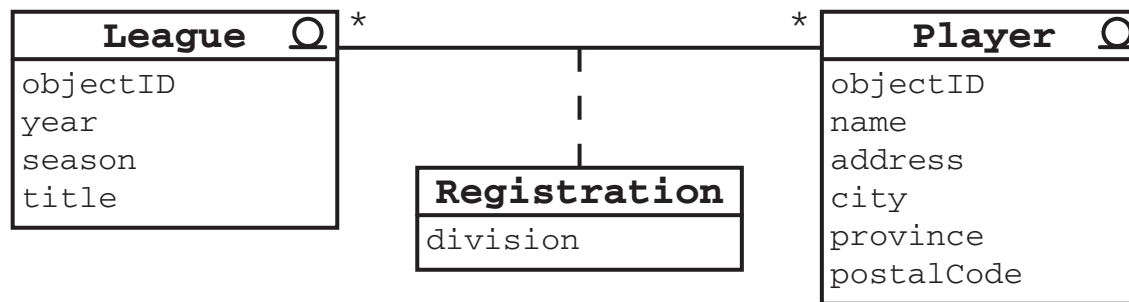 League
objectID
year
season
title
*
*
Registration
division
Player
objectID
name
address
city
province
postalCode